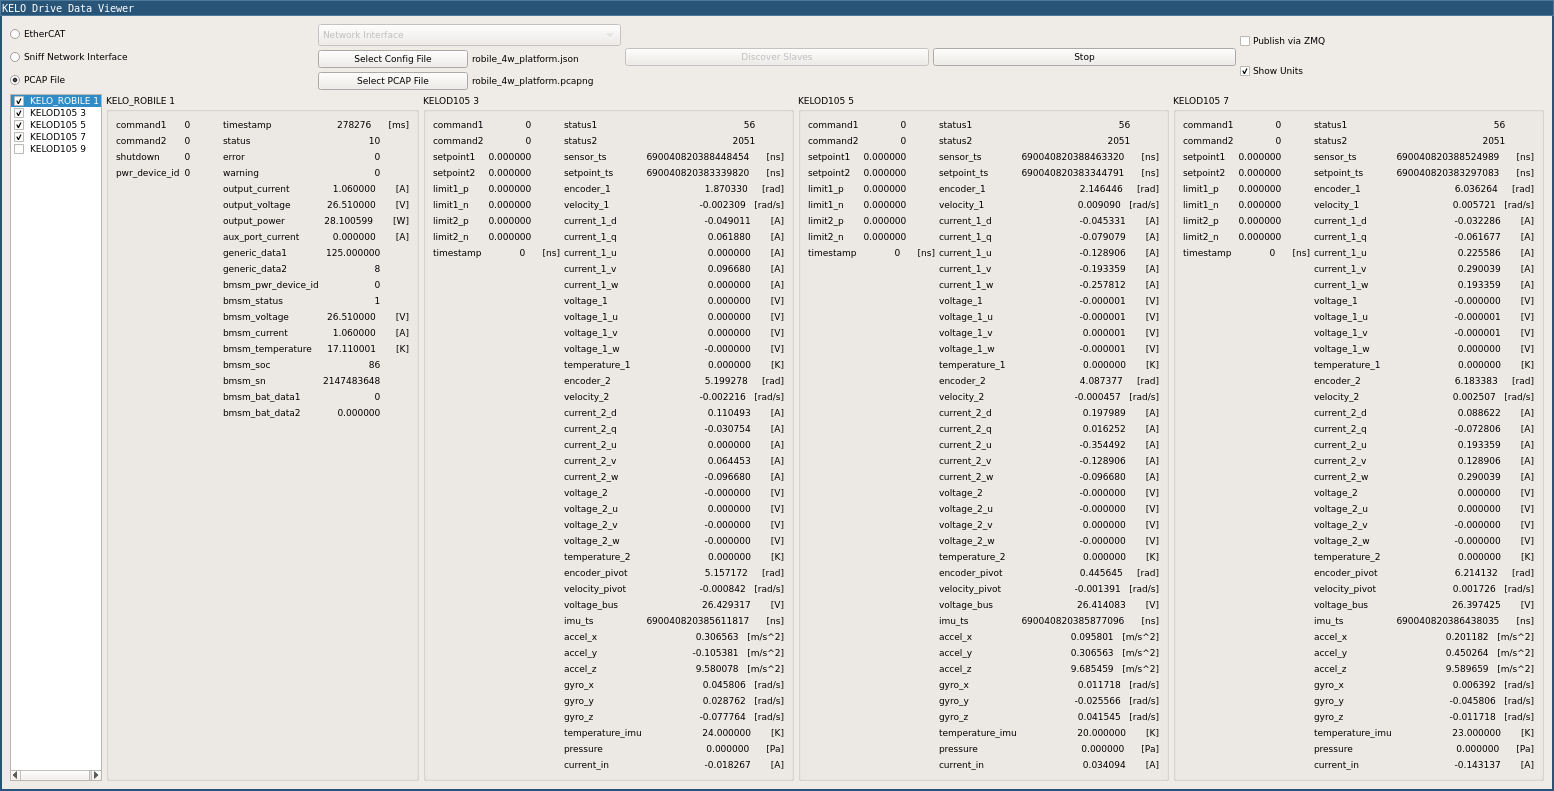 KELO Drive Data Viewer
EtherCAT
Sniff Network Interface
PCAP File
Network Interface
Select Config File robile_4w_platform.json
Select PCAP File robile_4w_platform.pcapng
Discover Slaves
Stop
Publish via ZMQ
Show Units
KELO_ROBILE 1
KELOD105 3
KELOD105 5
KELOD105 7
KELOD105 9
KELO_ROBILE 1
command1 0
command2 0
shutdown 0
pwr_device_id 0
timestamp 278276 [ms]
status 10
error 0
warning 0
output_current 1.060000 [A]
output_voltage 26.510000 [V]
output_power 28.100599 [W]
aux_port_current 0.000000 [A]
generic_data1 125.000000
generic_data2 8
bmsm_pwr_device_id 0
bmsm_status 1
bmsm_voltage 26.510000 [V]
bmsm_current 1.060000 [A]
bmsm_temperature 17.110001 [K]
bmsm_soc 86
bmsm_sn 2147483648
bmsm_bat_data1 0
bmsm_bat_data2 0.000000
KELOD105 3
command1 0
command2 0
setpoint1 0.000000
setpoint2 0.000000
limit1_p 0.000000
limit1_n 0.000000
limit2_p 0.000000
limit2_n 0.000000
timestamp 0 [ns]
status1 56
status2 2051
sensor_ts 690040820388448454 [ns]
setpoint_ts 690040820383339820 [ns]
encoder_1 1.870330 [rad]
velocity_1 -0.002309 [rad/s]
current_1_d -0.049011 [A]
current_1_q 0.061880 [A]
current_1_u 0.000000 [A]
current_1_v 0.096680 [A]
current_1_w 0.000000 [A]
voltage_1 0.000000 [V]
voltage_1_u 0.000000 [V]
voltage_1_v 0.000000 [V]
voltage_1_w -0.000000 [V]
temperature_1 0.000000 [K]
encoder_2 5.199278 [rad]
velocity_2 -0.002216 [rad/s]
current_2_d 0.110493 [A]
current_2_q -0.030754 [A]
current_2_u 0.000000 [A]
current_2_v 0.064453 [A]
current_2_w -0.096680 [A]
voltage_2 -0.000000 [V]
voltage_2_u 0.000000 [V]
voltage_2_v -0.000000 [V]
voltage_2_w -0.000000 [V]
temperature_2 0.000000 [K]
encoder_pivot 5.157172 [rad]
velocity_pivot -0.000842 [rad/s]
voltage_bus 26.429317 [V]
imu_ts 690040820385611817 [ns]
accel_x 0.306563 [m/s^2]
accel_y -0.105381 [m/s^2]
accel_z 9.580078 [m/s^2]
gyro_x 0.045806 [rad/s]
gyro_y 0.028762 [rad/s]
gyro_z -0.077764 [rad/s]
temperature_imu 24.000000 [K]
pressure 0.000000 [Pa]
current_in -0.018267 [A]
KELOD105 5
command1 0
command2 0
setpoint1 0.000000
setpoint2 0.000000
limit1_p 0.000000
limit1_n 0.000000
limit2_p 0.000000
limit2_n 0.000000
timestamp 0 [ns]
status1 56
status2 2051
sensor_ts 690040820388463320 [ns]
setpoint_ts 690040820383344791 [ns]
encoder_1 2.146446 [rad]
velocity_1 0.009090 [rad/s]
current_1_d -0.045331 [A]
current_1_q -0.079079 [A]
current_1_u -0.128906 [A]
current_1_v -0.193359 [A]
current_1_w -0.257812 [A]
voltage_1 -0.000001 [V]
voltage_1_u -0.000001 [V]
voltage_1_v 0.000001 [V]
voltage_1_w -0.000001 [V]
temperature_1 0.000000 [K]
encoder_2 4.087377 [rad]
velocity_2 -0.000457 [rad/s]
current_2_d 0.197989 [A]
current_2_q 0.016252 [A]
current_2_u -0.354492 [A]
current_2_v -0.128906 [A]
current_2_w -0.096680 [A]
voltage_2 -0.000000 [V]
voltage_2_u -0.000000 [V]
voltage_2_v 0.000000 [V]
voltage_2_w -0.000000 [V]
temperature_2 0.000000 [K]
encoder_pivot 0.445645 [rad]
velocity_pivot -0.001391 [rad/s]
voltage_bus 26.414083 [V]
imu_ts 690040820385877096 [ns]
accel_x 0.095801 [m/s^2]
accel_y 0.306563 [m/s^2]
accel_z 9.685459 [m/s^2]
gyro_x 0.011718 [rad/s]
gyro_y -0.025566 [rad/s]
gyro_z 0.041545 [rad/s]
temperature_imu 20.000000 [K]
pressure 0.000000 [Pa]
current_in 0.034094 [A]
KELOD105 7
command1 0
command2 0
setpoint1 0.000000
setpoint2 0.000000
limit1_p 0.000000
limit1_n 0.000000
limit2_p 0.000000
limit2_n 0.000000
timestamp 0 [ns]
status1 56
status2 2051
sensor_ts 690040820388524989 [ns]
setpoint_ts 690040820383297083 [ns]
encoder_1 6.036264 [rad]
velocity_1 0.005721 [rad/s]
current_1_d -0.032286 [A]
current_1_q -0.061677 [A]
current_1_u 0.225586 [A]
current_1_v 0.290039 [A]
current_1_w 0.193359 [A]
voltage_1 -0.000000 [V]
voltage_1_u -0.000001 [V]
voltage_1_v -0.000001 [V]
voltage_1_w 0.000000 [V]
temperature_1 0.000000 [K]
encoder_2 6.183383 [rad]
velocity_2 0.002507 [rad/s]
current_2_d 0.088622 [A]
current_2_q -0.072806 [A]
current_2_u 0.193359 [A]
current_2_v 0.128906 [A]
current_2_w 0.290039 [A]
voltage_2 0.000000 [V]
voltage_2_u 0.000000 [V]
voltage_2_v -0.000000 [V]
voltage_2_w -0.000000 [V]
temperature_2 0.000000 [K]
encoder_pivot 6.214132 [rad]
velocity_pivot 0.001726 [rad/s]
voltage_bus 26.397425 [V]
imu_ts 690040820386438035 [ns]
accel_x 0.201182 [m/s^2]
accel_y 0.450264 [m/s^2]
accel_z 9.589659 [m/s^2]
gyro_x 0.006392 [rad/s]
gyro_y -0.045806 [rad/s]
gyro_z -0.011718 [rad/s]
temperature_imu 23.000000 [K]
pressure 0.000000 [Pa]
current_in -0.143137 [A]